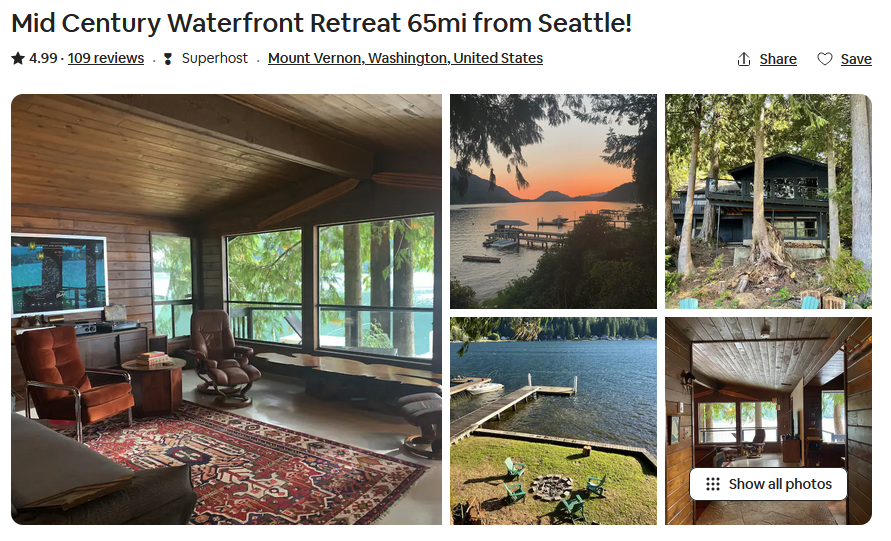 Mid Century Waterfront Retreat 65mi from Seattle!
4.99 · 109 reviews · Superhost · Mount Vernon, Washington, United States
Share
Save
Show all photos